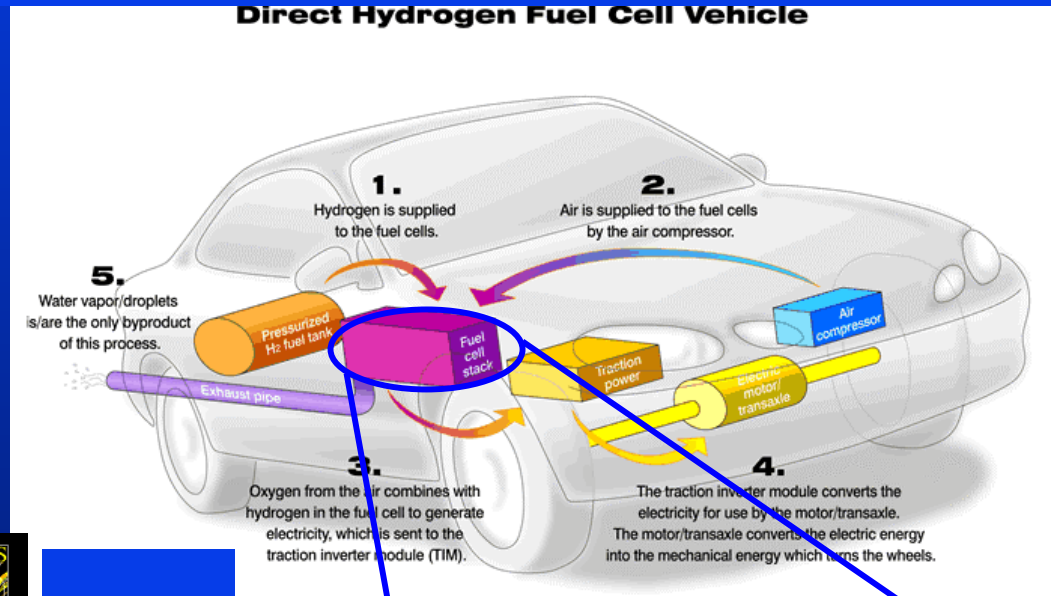 Direct Hydrogen Fuel Cell Vehicle
1.
Hydrogen is supplied
to the fuel cells.
2.
Air is supplied to the fuel cells
by the air compressor.
5.
Water vapor/droplets
is/are the only byproduct
of this process.
Pressurized
H2 fuel tank
Fuel
cell
stack
Air
compressor
Traction
power
Electric
motor/
transaxle
Exhaust pipe
3.
Oxygen from the air combines with
hydrogen in the fuel cell to generate
electricity, which is sent to the
traction inverter module (TIM).
4.
The traction inverter module converts the
electricity for use by the motor/transaxle.
The motor/transaxle converts the electric energy
into the mechanical energy which turns the wheels.